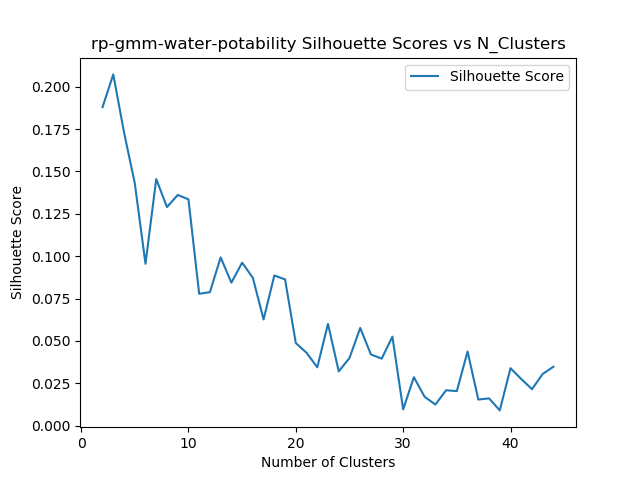 rp-gmm-water-potability Silhouette Scores vs N_Clusters
Silhouette Score
0.200
0.175
0.150
0.125
0.100
0.075
0.050
0.025
0.000
Silhouette Score
0 10 20 30 40
Number of Clusters